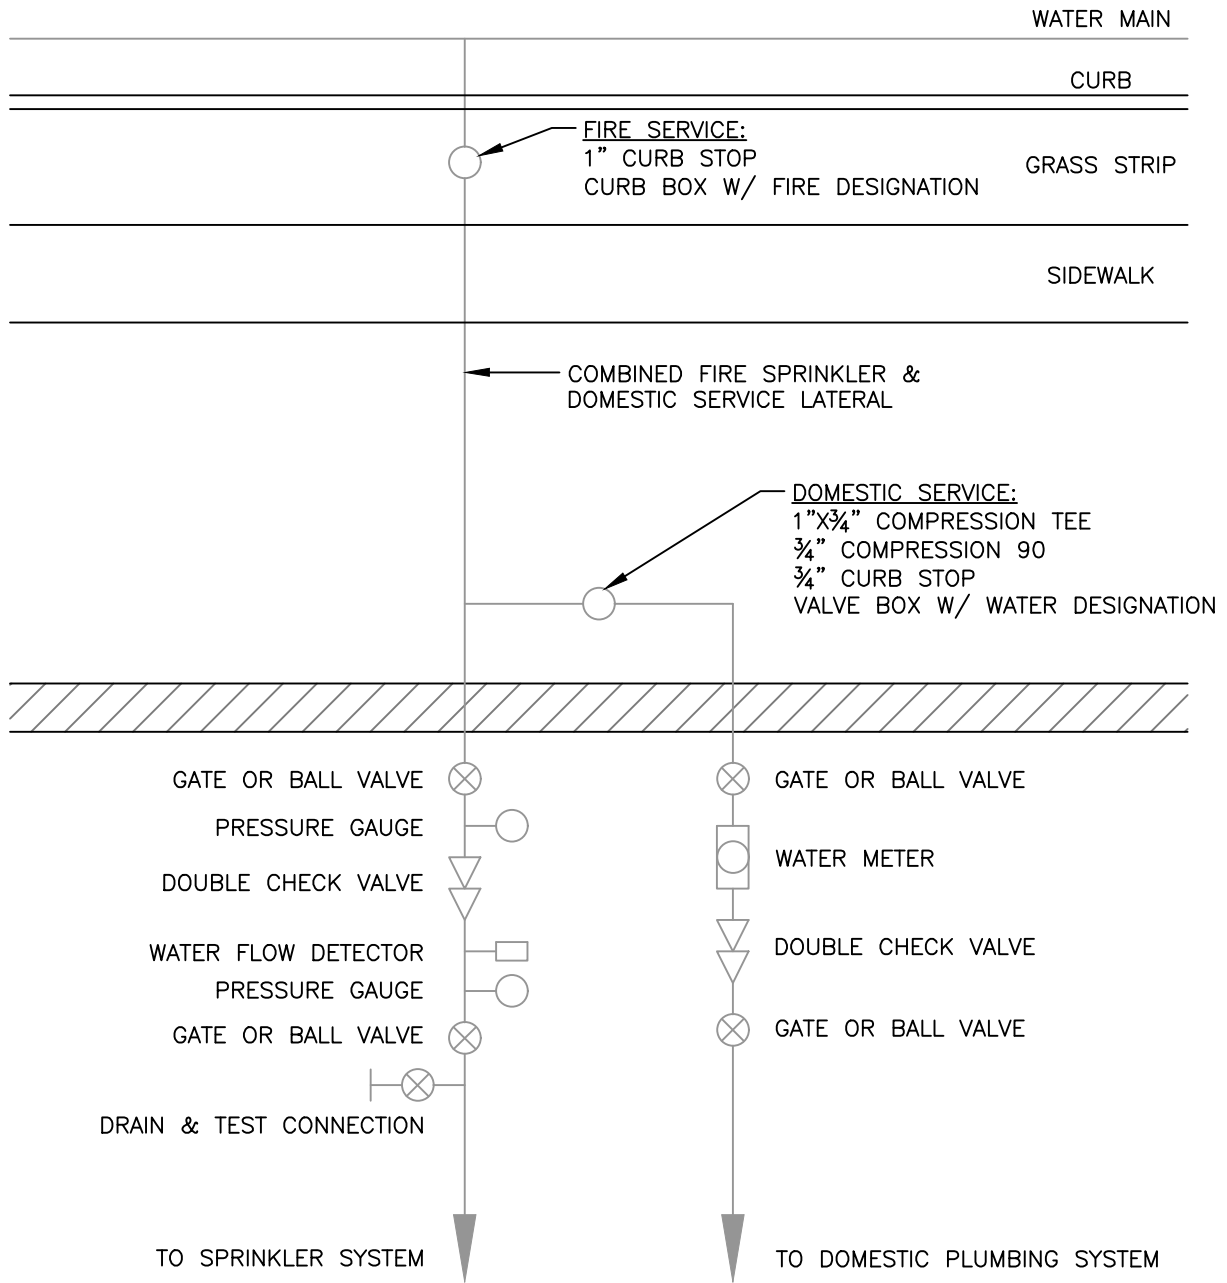 WATER MAIN
CURB
FIRE SERVICE:
1” CURB STOP
CURB BOX W/ FIRE DESIGNATION
GRASS STRIP
SIDEWALK
COMBINED FIRE SPRINKLER &
DOMESTIC SERVICE LATERAL
DOMESTIC SERVICE:
1”X¾” COMPRESSION TEE
¾” COMPRESSION 90
¾” CURB STOP
VALVE BOX W/ WATER DESIGNATION
GATE OR BALL VALVE
PRESSURE GAUGE
DOUBLE CHECK VALVE
WATER FLOW DETECTOR
PRESSURE GAUGE
GATE OR BALL VALVE
DRAIN & TEST CONNECTION
TO SPRINKLER SYSTEM
GATE OR BALL VALVE
WATER METER
DOUBLE CHECK VALVE
GATE OR BALL VALVE
TO DOMESTIC PLUMBING SYSTEM